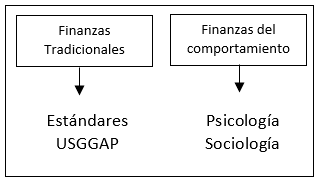 Finanzas
Tradicionales
Finanzas del
comportamiento
Estándares
USGGAP
Psicología
Sociología